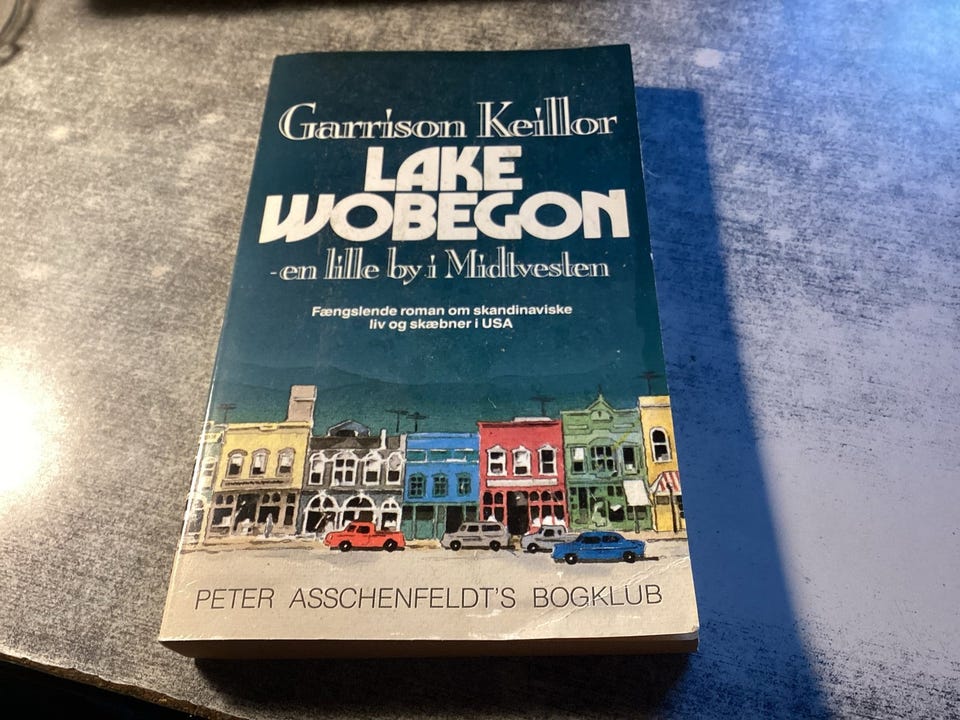 Garrison Keillor
LAKE
WOBEGON
- en lille by i Midtvesten
Fængslende roman om skandinaviske
liv og skæbner i USA
PETER ASSCHENFELDT'S BOGKLUB